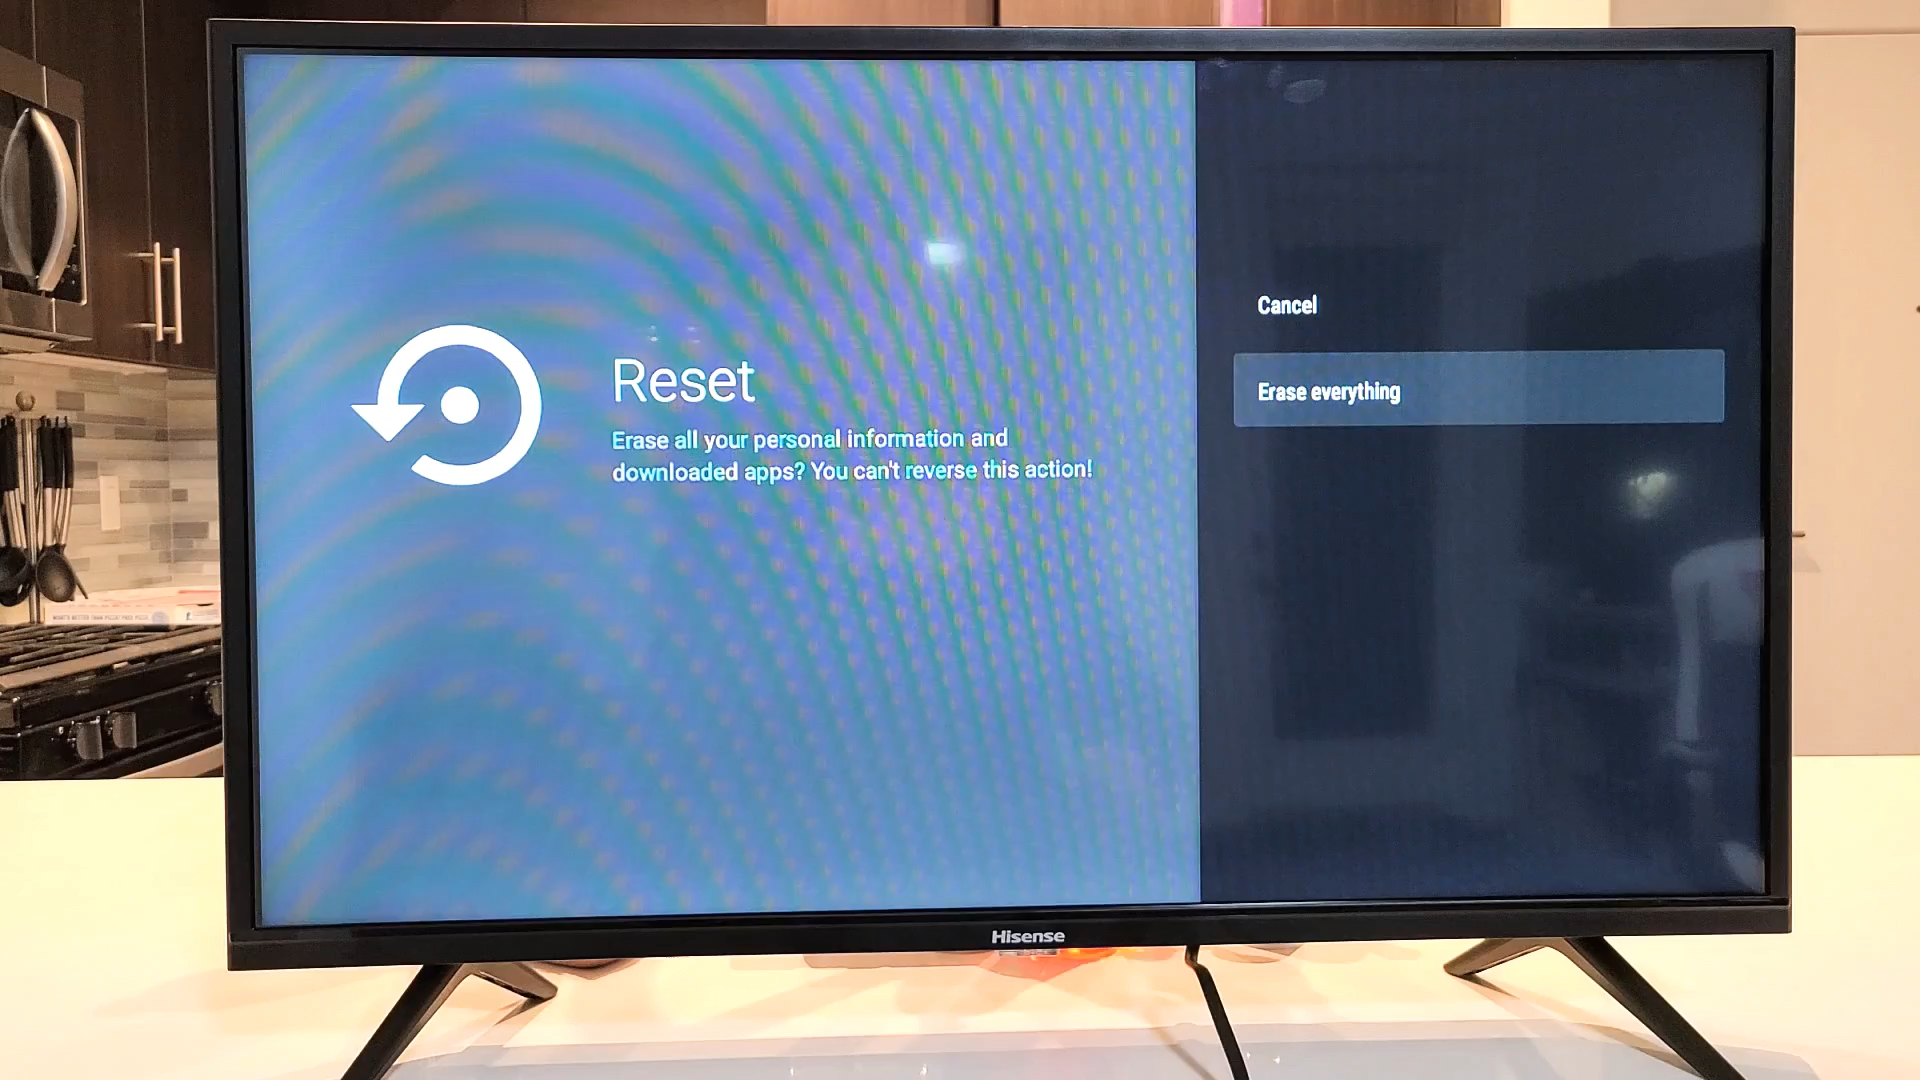 Reset
Erase all your personal information and
downloaded apps? You can't reverse this action!
Cancel
Erase everything
Hisense